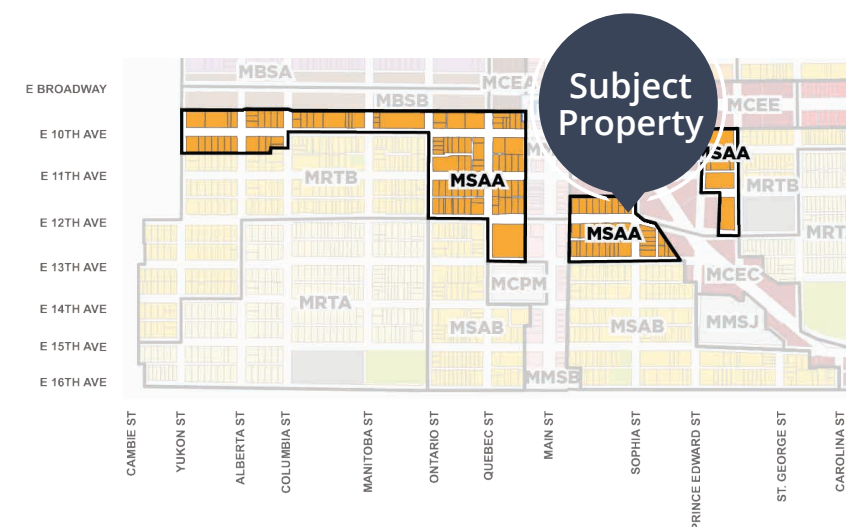 MBSA
E BROADWAY
MCEA
MBSB
Subject
Property
MCEE
E 10TH AVE
MSAA
E 11TH AVE
MRTB
MSAA
MRTB
E 12TH AVE
MSAA
E 13TH AVE
MCPM
MCEC
E 14TH AVE
MRTA
MSAB
MSAB
MMSJ
E 15TH AVE
E 16TH AVE
MMSB
CAMBIE ST
YUKON ST
ALBERTA ST
COLUMBIA ST
MANITOBA ST
ONTARIO ST
QUEBEC ST
MAIN ST
SOPHIA ST
PRINCE EDWARD ST
ST. GEORGE ST
CAROLINA ST